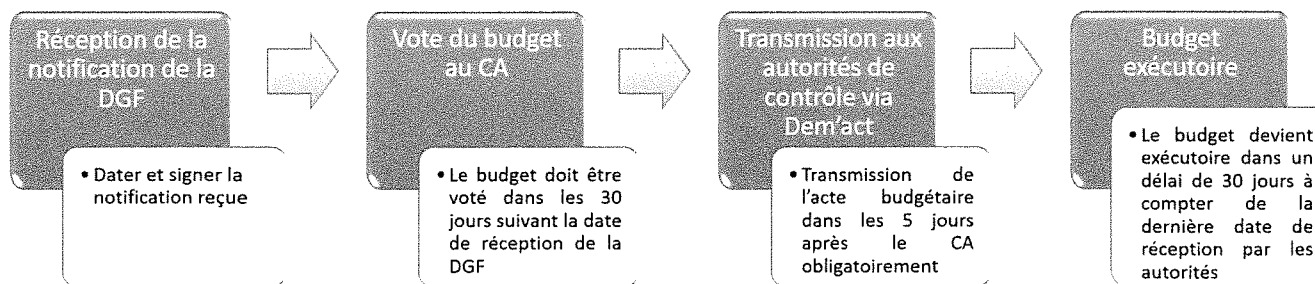 Réception de la
notification de la
DGF
• Dater et signer la
notification reçue
Vote du budget
au CA
• Le budget doit être
voté dans les 30
jours suivant la date
de réception de la
DGF
Transmission aux
autorités de
contrôle via
Dem'act
• Transmission de
l'acte budgétaire
dans les 5 jours
après le CA
obligatoirement
Budget
exécutoire
• Le budget devient
exécutoire dans un
délai de 30 jours à
compter de la
dernière date de
réception par les
autorités